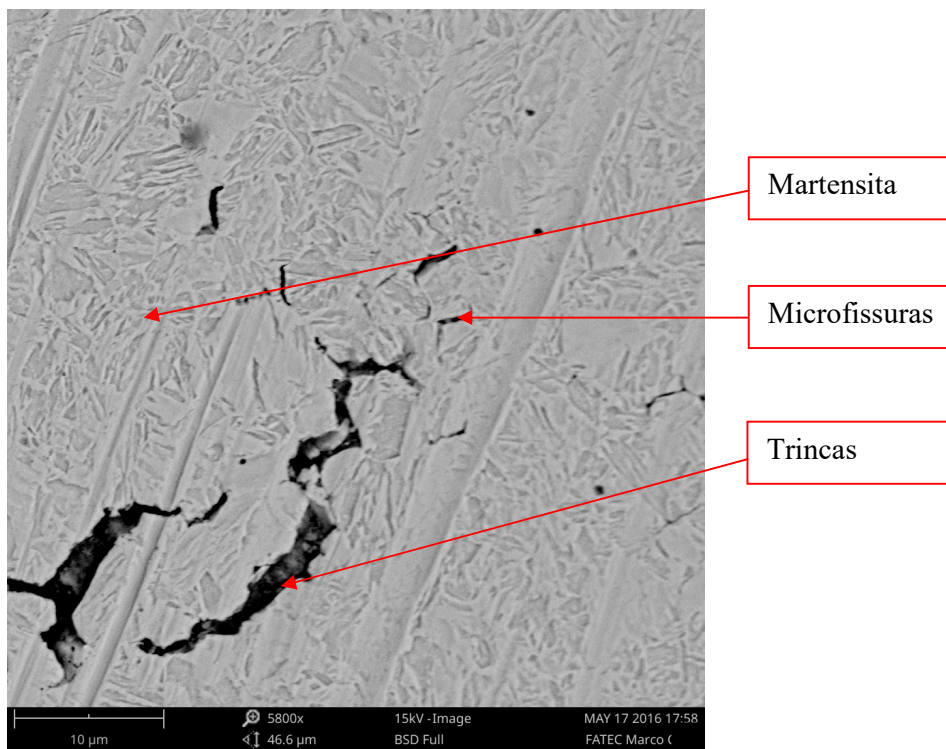 Martensita
Microfissuras
Trincas
5800x 15kV -Image MAY 17 2016 17:58
10 µm 46.6 µm BSD Full FATEC Marco (